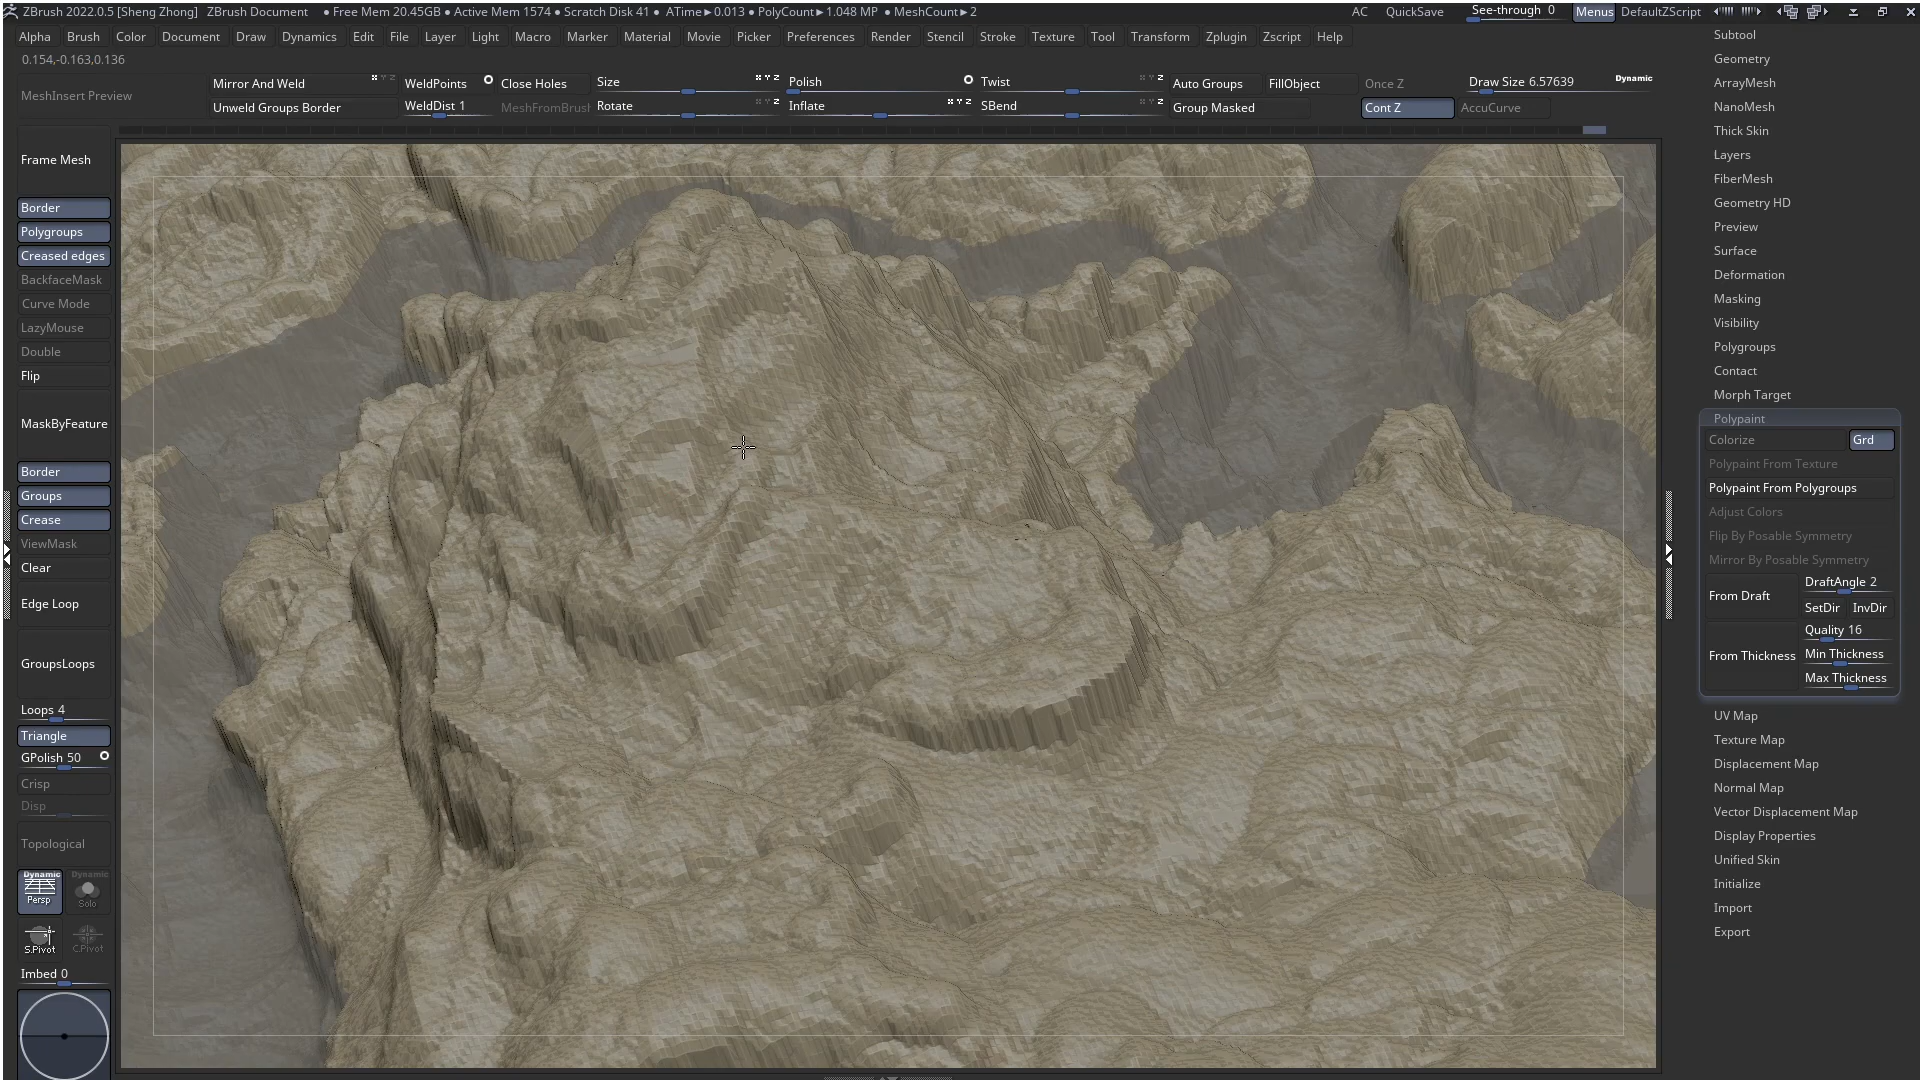 ZBrush 2022.0.5 [Sheng Zhong] ZBrush Document • Free Mem 20.45GB • Active Mem 1574 • Scratch Disk 41 • ATime►0.013 • PolyCount►1.048 MP • MeshCount►2 AC QuickSave See-through 0 Menus DefaultZScript
Alpha Brush Color Document Draw Dynamics Edit File Layer Light Macro Marker Material Movie Picker Preferences Render Stencil Stroke Texture Tool Transform Zplugin Zscript Help
0.154,-0.163,0.136
MeshInsert Preview
Mirror And Weld WeldPoints Close Holes Size Polish Twist Auto Groups FillObject Once Z Draw Size 6.57639 Dynamic
Unweld Groups Border WeldDist 1 MeshFromBrush Rotate Inflate SBend Group Masked Cont Z AccuCurve
Frame Mesh
Border
Polygroups
Creased edges
BackfaceMask
Curve Mode
LazyMouse
Double
Flip
MaskByFeature
Border
Groups
Crease
ViewMask
Clear
Edge Loop
GroupsLoops
Loops 4
Triangle
GPolish 50
Crisp
Disp
Topological
Dynamic Dynamic
Persp Solo
S.Pivot C.Pivot
Imbed 0
Subtool
Geometry
ArrayMesh
NanoMesh
Thick Skin
Layers
FiberMesh
Geometry HD
Preview
Surface
Deformation
Masking
Visibility
Polygroups
Contact
Morph Target
Polypaint
Colorize Grd
Polypaint From Texture
Polypaint From Polygroups
Adjust Colors
Flip By Posable Symmetry
Mirror By Posable Symmetry
From Draft DraftAngle 2
SetDir InvDir
Quality 16
From Thickness Min Thickness
Max Thickness
UV Map
Texture Map
Displacement Map
Normal Map
Vector Displacement Map
Display Properties
Unified Skin
Initialize
Import
Export